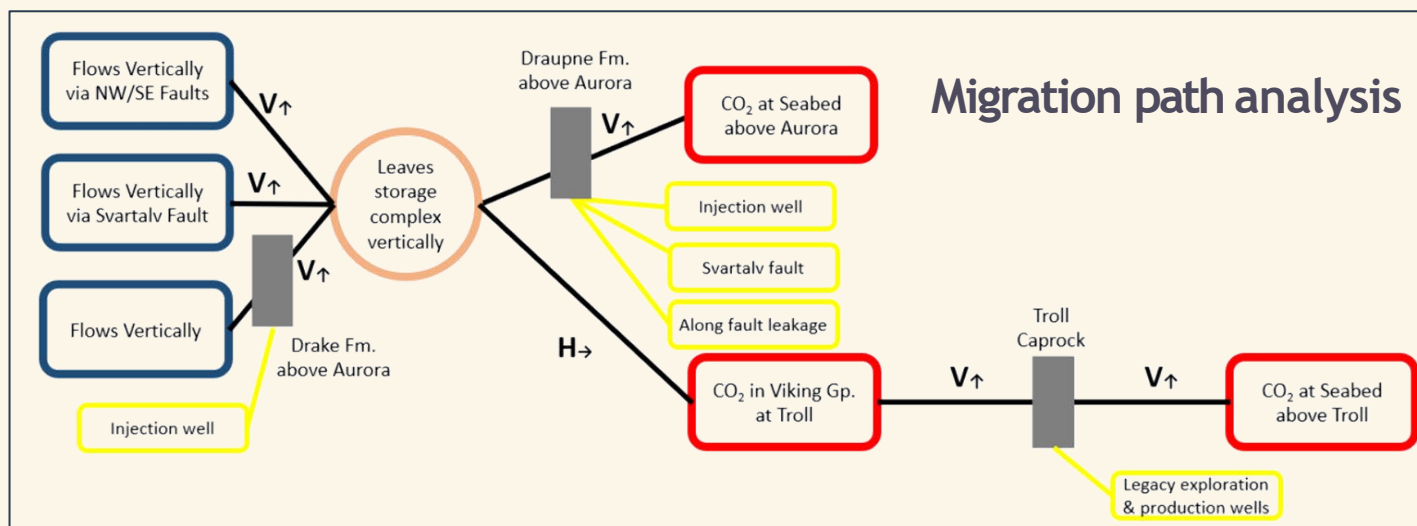 Migration path analysis
Flows Vertically
via NW/SE Faults
V↑
Flows Vertically
via Svartalv Fault
V↑
Flows Vertically
V↑
Drake Fm.
above Aurora
Injection well
Leaves
storage
complex
vertically
Draupne Fm.
above Aurora
V↑
CO₂ at Seabed
above Aurora
Injection well
Svartalv fault
Along fault leakage
H→
CO₂ in Viking Gp.
at Troll
V↑
Troll
Caprock
V↑
CO₂ at Seabed
above Troll
Legacy exploration
& production wells